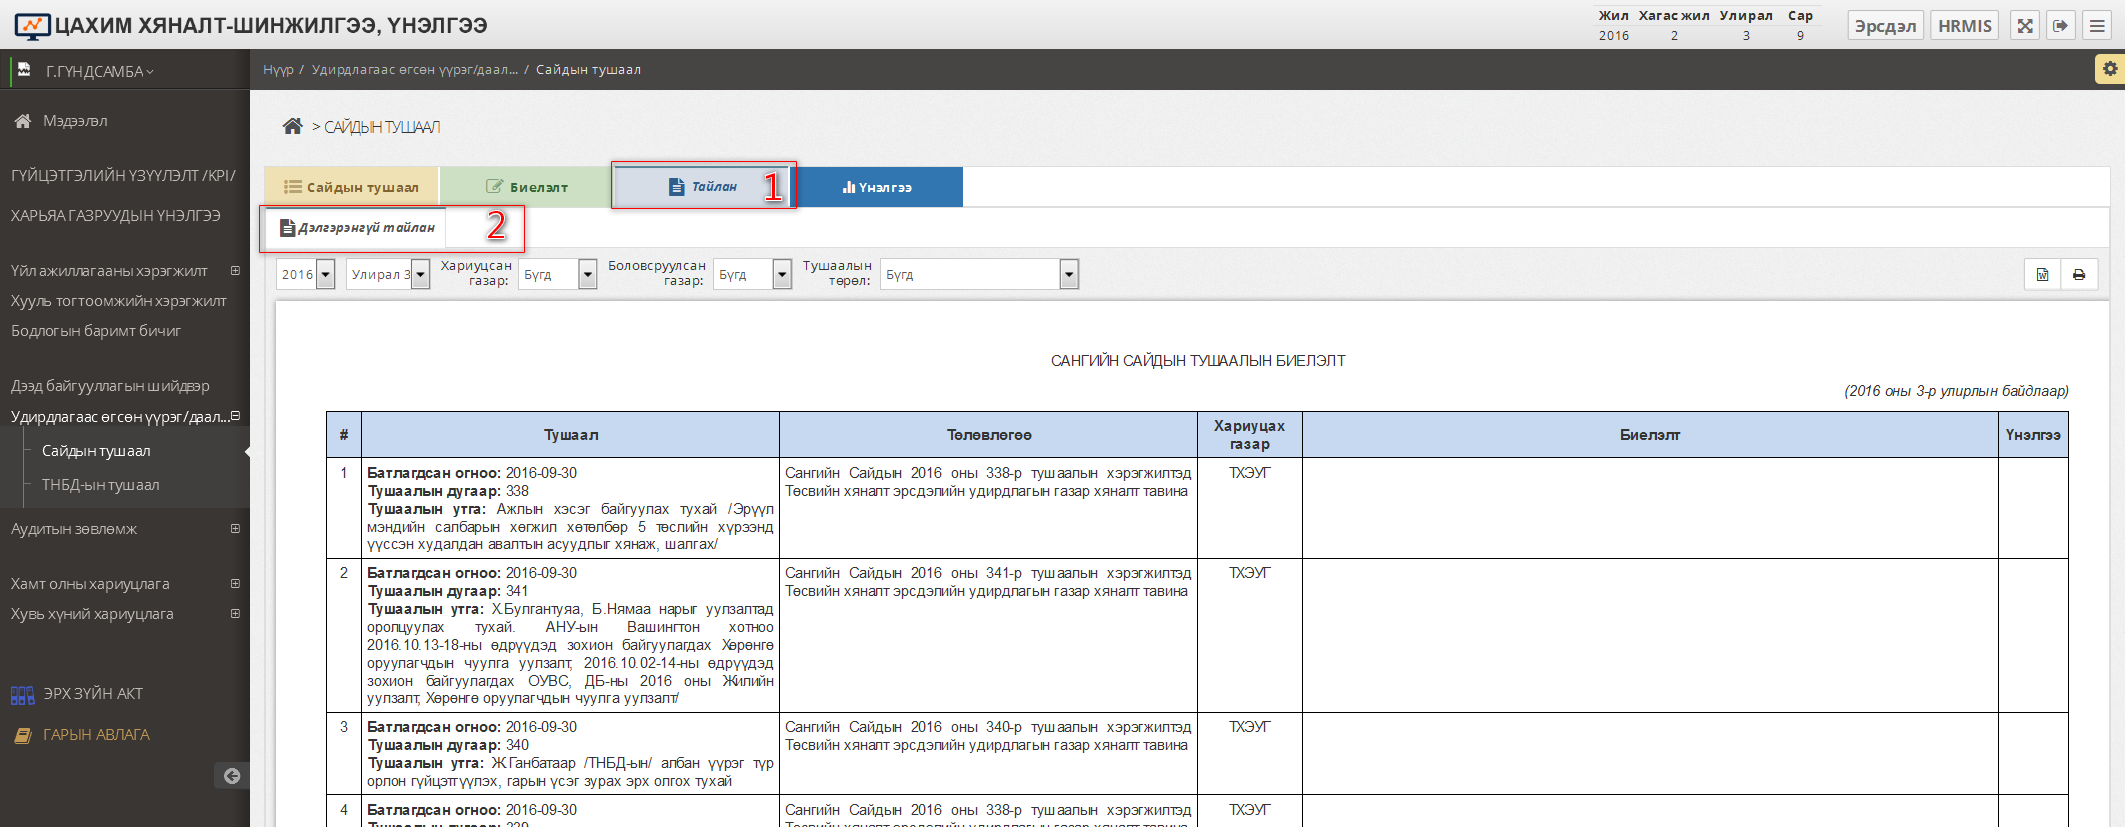 ЦАХИМ ХЯНАЛТ-ШИНЖИЛГЭЭ, ҮНЭЛГЭЭ
Жил Хагас жил Улирал Сар
2016 2 3 9
Эрсдэл HRMIS
Г.ГҮНДСАМБА
Нүүр / Удирдлагаас өгсөн үүрэг/даал... / Сайдын тушаал
Мэдээлэл
ГҮЙЦЭТГЭЛИЙН ҮЗҮҮЛЭЛТ /KPI/
ХАРЬЯА ГАЗРУУДЫН ҮНЭЛГЭЭ
Үйл ажиллагааны хэрэгжилт
Хууль тогтоомжийн хэрэгжилт
Бодлогын баримт бичиг
Дээд байгууллагын шийдвэр
Удирдлагаас өгсөн үүрэг/даал...
Сайдын тушаал
ТНБД-ын тушаал
Аудитын зөвлөмж
Хамт олны хариуцлага
Хувь хүний хариуцлага
ЭРХ ЗҮЙН АКТ
ГАРЫН АВЛАГА
> САЙДЫН ТУШААЛ
Сайдын тушаал Биелэлт Тайлан 1 Үнэлгээ
Дэлгэрэнгүй тайлан 2
2016 Улирал 3 Хариуцсан газар: Бүгд Боловсруулсан газар: Бүгд Тушаалын төрөл: Бүгд
САНГИЙН САЙДЫН ТУШААЛЫН БИЕЛЭЛТ
(2016 оны 3-р улирлын байдлаар)
# Тушаал Төлөвлөгөө Хариуцах газар Биелэлт Үнэлгээ
1 Батлагдсан огноо: 2016-09-30
Тушаалын дугаар: 338
Тушаалын утга: Ажлын хэсэг байгуулах тухай /Эрүүл
мэндийн салбарын хөгжил хөтөлбөр 5 төслийн хүрээнд
үүссэн худалдан авалтын асуудлыг хянаж, шалгах/
Сангийн Сайдын 2016 оны 338-р тушаалын хэрэгжилтэд
Төсвийн хяналт эрсдэлийн удирдлагын газар хяналт тавина
ТХЭУГ
2 Батлагдсан огноо: 2016-09-30
Тушаалын дугаар: 341
Тушаалын утга: Х.Булгантуяа, Б.Нямаа нарыг уулзалтад
оролцуулах тухай. АНУ-ын Вашингтон хотноо
2016.10.13-18-ны өдрүүдэд зохион байгуулагдах Хөрөнгө
оруулагчдын чуулга уулзалт, 2016.10.02-14-ны өдрүүдэд
зохион байгуулагдах ОУВС, ДБ-ны 2016 оны Жилийн
уулзалт, Хөрөнгө оруулагчдын чуулга уулзалт/
Сангийн Сайдын 2016 оны 341-р тушаалын хэрэгжилтэд
Төсвийн хяналт эрсдэлийн удирдлагын газар хяналт тавина
ТХЭУГ
3 Батлагдсан огноо: 2016-09-30
Тушаалын дугаар: 340
Тушаалын утга: Ж.Ганбатаар /ТНБД-ын/ албан үүрэг түр
орлон гүйцэтгүүлэх, гарын үсэг зурах эрх олгох тухай
Сангийн Сайдын 2016 оны 340-р тушаалын хэрэгжилтэд
Төсвийн хяналт эрсдэлийн удирдлагын газар хяналт тавина
ТХЭУГ
4 Батлагдсан огноо: 2016-09-30
Сангийн Сайдын 2016 оны 338-р тушаалын хэрэгжилтэд
ТХЭУГ